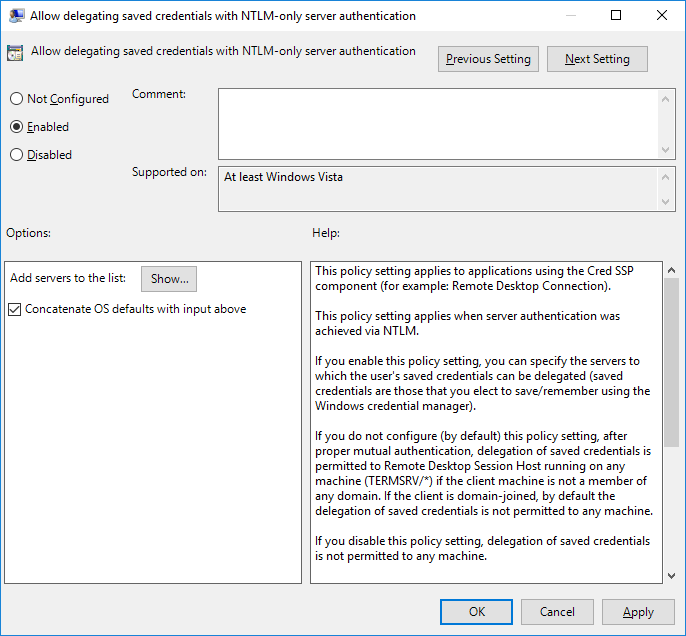 Allow delegating saved credentials with NTLM-only server authentication
Allow delegating saved credentials with NTLM-only server authentication
Previous Setting
Next Setting
Not Configured
Enabled
Disabled
Comment:
Supported on:
At least Windows Vista
Options:
Help:
Add servers to the list:
Show...
Concatenate OS defaults with input above
This policy setting applies to applications using the Cred SSP
component (for example: Remote Desktop Connection).
This policy setting applies when server authentication was
achieved via NTLM.
If you enable this policy setting, you can specify the servers to
which the user's saved credentials can be delegated (saved
credentials are those that you elect to save/remember using the
Windows credential manager).
If you do not configure (by default) this policy setting, after
proper mutual authentication, delegation of saved credentials is
permitted to Remote Desktop Session Host running on any
machine (TERMSRV/*) if the client machine is not a member of
any domain. If the client is domain-joined, by default the
delegation of saved credentials is not permitted to any machine.
If you disable this policy setting, delegation of saved credentials
is not permitted to any machine.
OK
Cancel
Apply